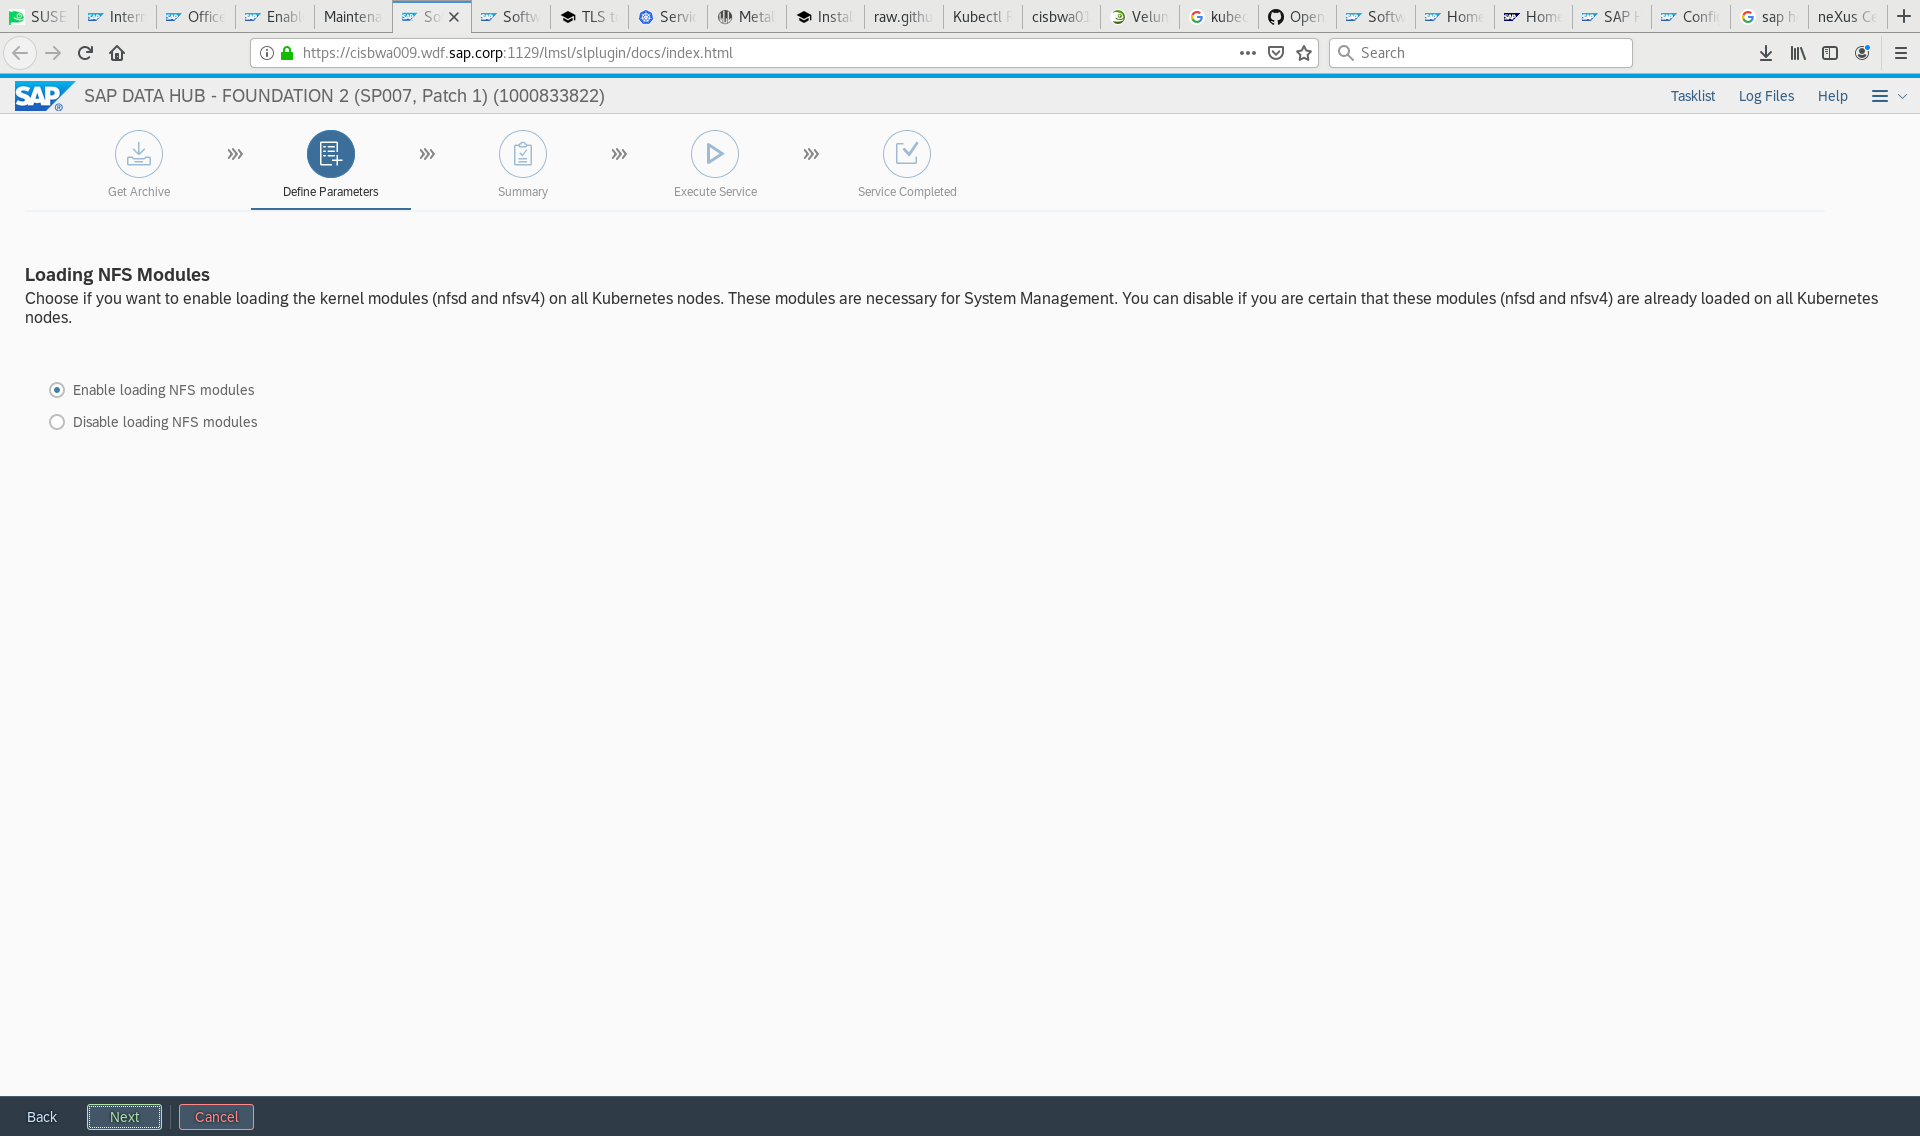 SUSE
Intern
Office
Enabl
Maintena
So
Softw
TLS t
Servic
Metal
Install
raw.githu
Kubectl
cisbwa01
Velum
kubec
Open
Softw
Home
Home
SAP H
Confi
sap h
neXus Ce
https://cisbwa009.wdf.sap.corp:1129/lmsl/slplugin/docs/index.html
Search
SAP
SAP DATA HUB - FOUNDATION 2 (SP007, Patch 1) (1000833822)
Tasklist
Log Files
Help
Get Archive
Define Parameters
Summary
Execute Service
Service Completed
Loading NFS Modules
Choose if you want to enable loading the kernel modules (nfsd and nfsv4) on all Kubernetes nodes. These modules are necessary for System Management. You can disable if you are certain that these modules (nfsd and nfsv4) are already loaded on all Kubernetes
nodes.
Enable loading NFS modules
Disable loading NFS modules
Back
Next
Cancel